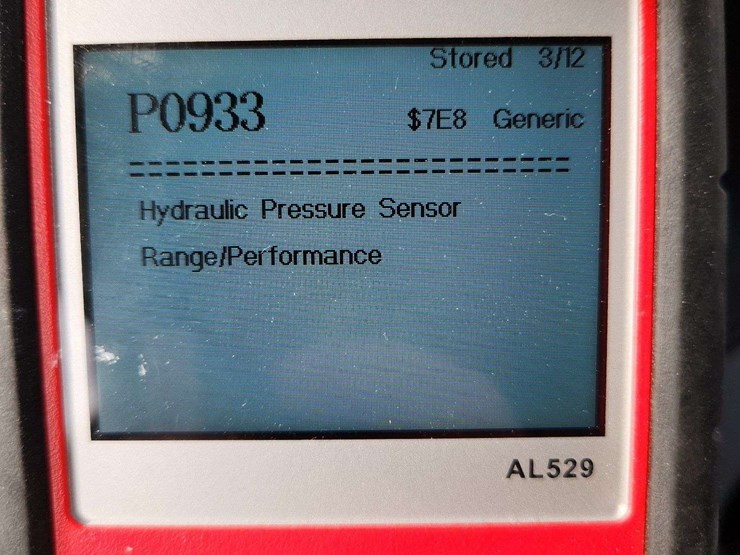 Stored 3/12
P0933 $7E8 Generic
==============================
Hydraulic Pressure Sensor
Range/Performance
AL529